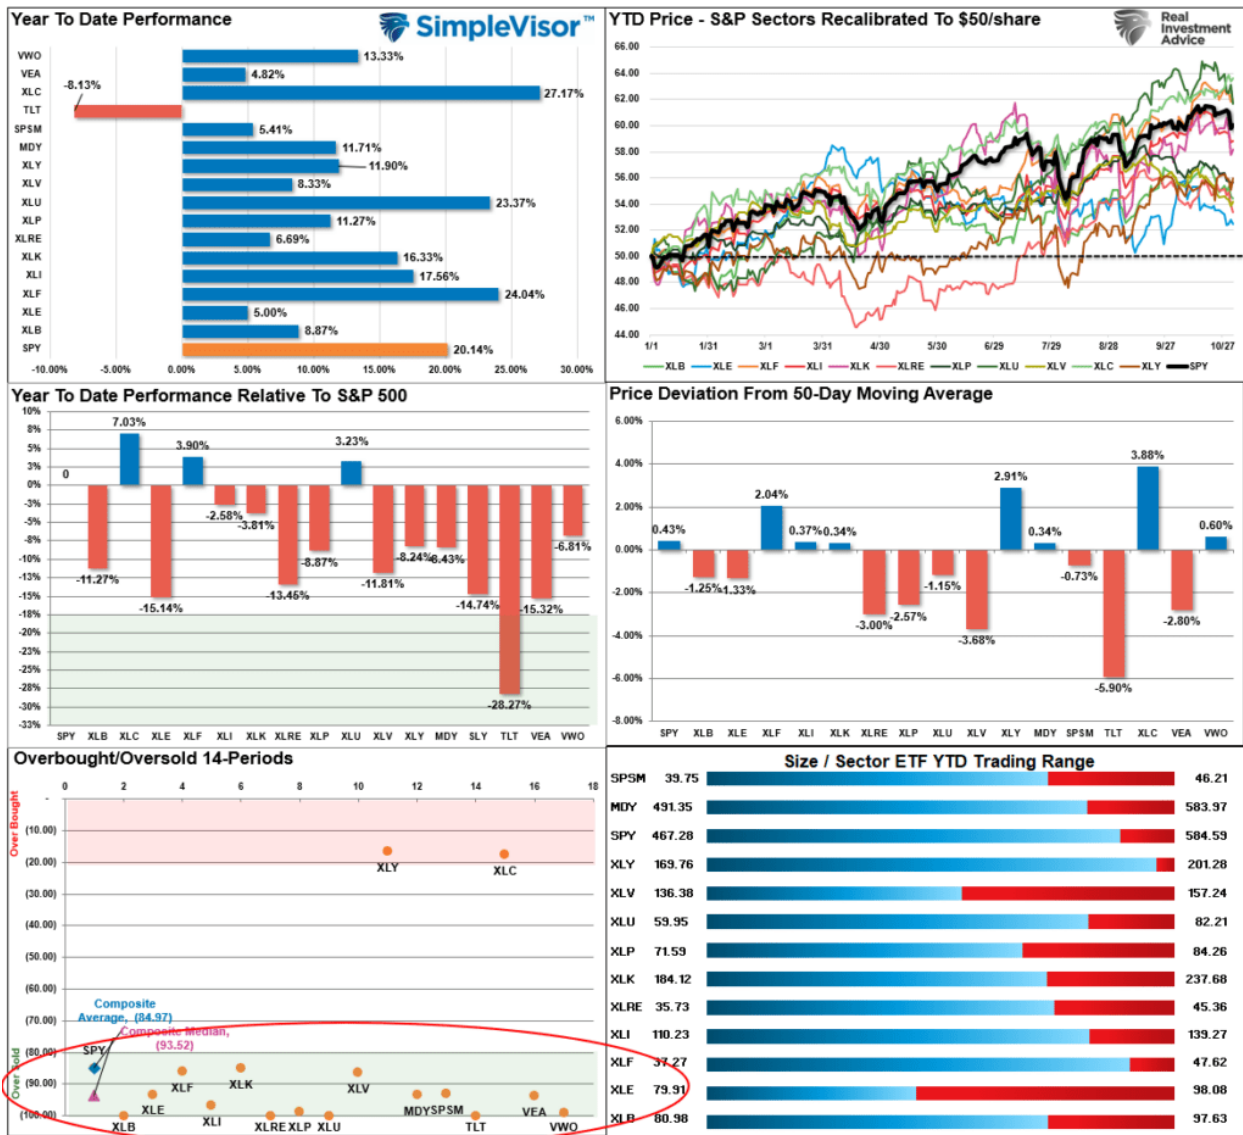 Year To Date Performance
SimpleVisor™
VWO 13.33%
VEA 4.82%
XLC 27.17%
-8.13%
TLT
SPSM 5.41%
MDY 11.71%
XLY 11.90%
XLV 8.33%
XLU 23.37%
XLP 11.27%
XLRE 6.69%
XLK 16.33%
XLI 17.56%
XLF 24.04%
XLE 5.00%
XLB 8.87%
SPY 20.14%
-10.00% -5.00% 0.00% 5.00% 10.00% 15.00% 20.00% 25.00% 30.00%
YTD Price - S&P Sectors Recalibrated To $50/share
Real
Investment
Advice
66.00
64.00
62.00
60.00
58.00
56.00
54.00
52.00
50.00
48.00
46.00
44.00
1/1 1/31 3/1 3/31 4/30 5/30 6/29 7/29 8/28 9/27 10/27
XLB XLE XLF XLI XLK XLRE XLP XLU XLV XLC XLY SPY
Year To Date Performance Relative To S&P 500
10%
8%
5%
3%
0%
-3%
-5%
-8%
-10%
-13%
-15%
-18%
-20%
-23%
-25%
-28%
-30%
-33%
0
-11.27%
7.03%
-15.14%
3.90%
-2.58%
-3.81%
-13.45%
-8.87%
3.23%
-11.81%
-8.24%
-8.43%
-14.74%
-28.27%
-15.32%
-6.81%
SPY XLB XLC XLE XLF XLI XLK XLRE XLP XLU XLV XLY MDY SLY TLT VEA VWO
Price Deviation From 50-Day Moving Average
6.00%
4.00%
2.00%
0.00%
-2.00%
-4.00%
-6.00%
-8.00%
0.43%
-1.25%
-1.33%
2.04%
0.37%
0.34%
-3.00%
-2.57%
-1.15%
-3.68%
2.91%
0.34%
-0.73%
-5.90%
3.88%
-2.80%
0.60%
SPY XLB XLE XLF XLI XLK XLRE XLP XLU XLV XLY MDY SPSM TLT XLC VEA VWO
Overbought/Oversold 14-Periods
0 2 4 6 8 10 12 14 16 18
-
(10.00)
(20.00)
(30.00)
(40.00)
(50.00)
(60.00)
(70.00)
(80.00)
(90.00)
(100.00)
Over Bought
Over Sold
XLY
XLC
Composite
Average, (84.97)
Composite Median,
(93.52)
SPY
XLB
XLE
XLF
XLI
XLK
XLRE
XLP
XLU
XLV
MDY
SPSM
TLT
VEA
VWO
Size / Sector ETF YTD Trading Range
SPSM 39.75 46.21
MDY 491.35 583.97
SPY 467.28 584.59
XLY 169.76 201.28
XLV 136.38 157.24
XLU 59.95 82.21
XLP 71.59 84.26
XLK 184.12 237.68
XLRE 35.73 45.36
XLI 110.23 139.27
XLF 37.27 47.62
XLE 79.91 98.08
XLB 80.98 97.63